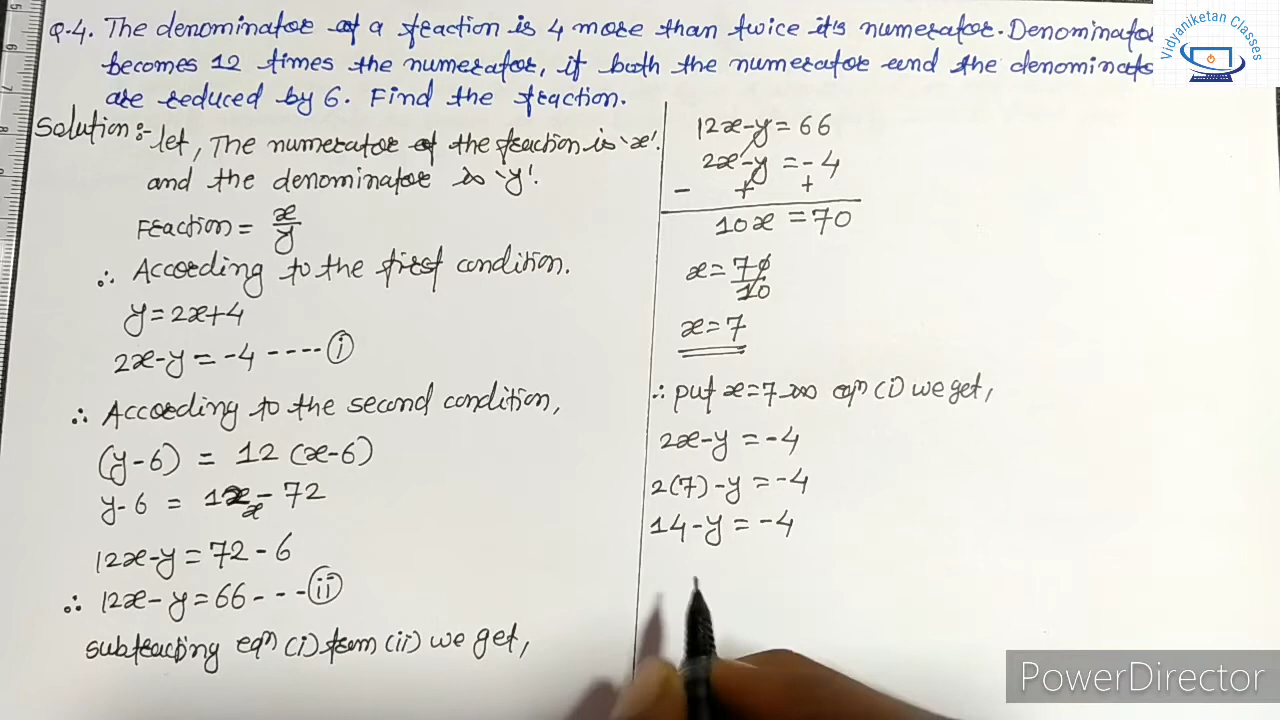 Q.4. The denominator of a fraction is 4 more than twice it's numerator. Denominator
becomes 12 times the numerator, if both the numerator and the denominator
are reduced by 6. Find the fraction.
Solution:- let, The numerator of the fraction is 'x'.
and the denominator is 'y'.
Fraction = x/y
∴ According to the first condition.
y = 2x+4
2x-y = -4 ---- (i)
∴ According to the second condition,
(y-6) = 12 (x-6)
y-6 = 12x - 72
12x-y = 72 - 6
∴ 12x - y = 66 - - - (ii)
subtracting eqn (i) from (ii) we get,
12x-y = 66
2x-y = -4
- + +
10x = 70
x = 70/10
x = 7
∴ put x=7 in eqn (i) we get,
2x-y = -4
2(7)-y = -4
14-y = -4
Vidyaniketan Classes
PowerDirector